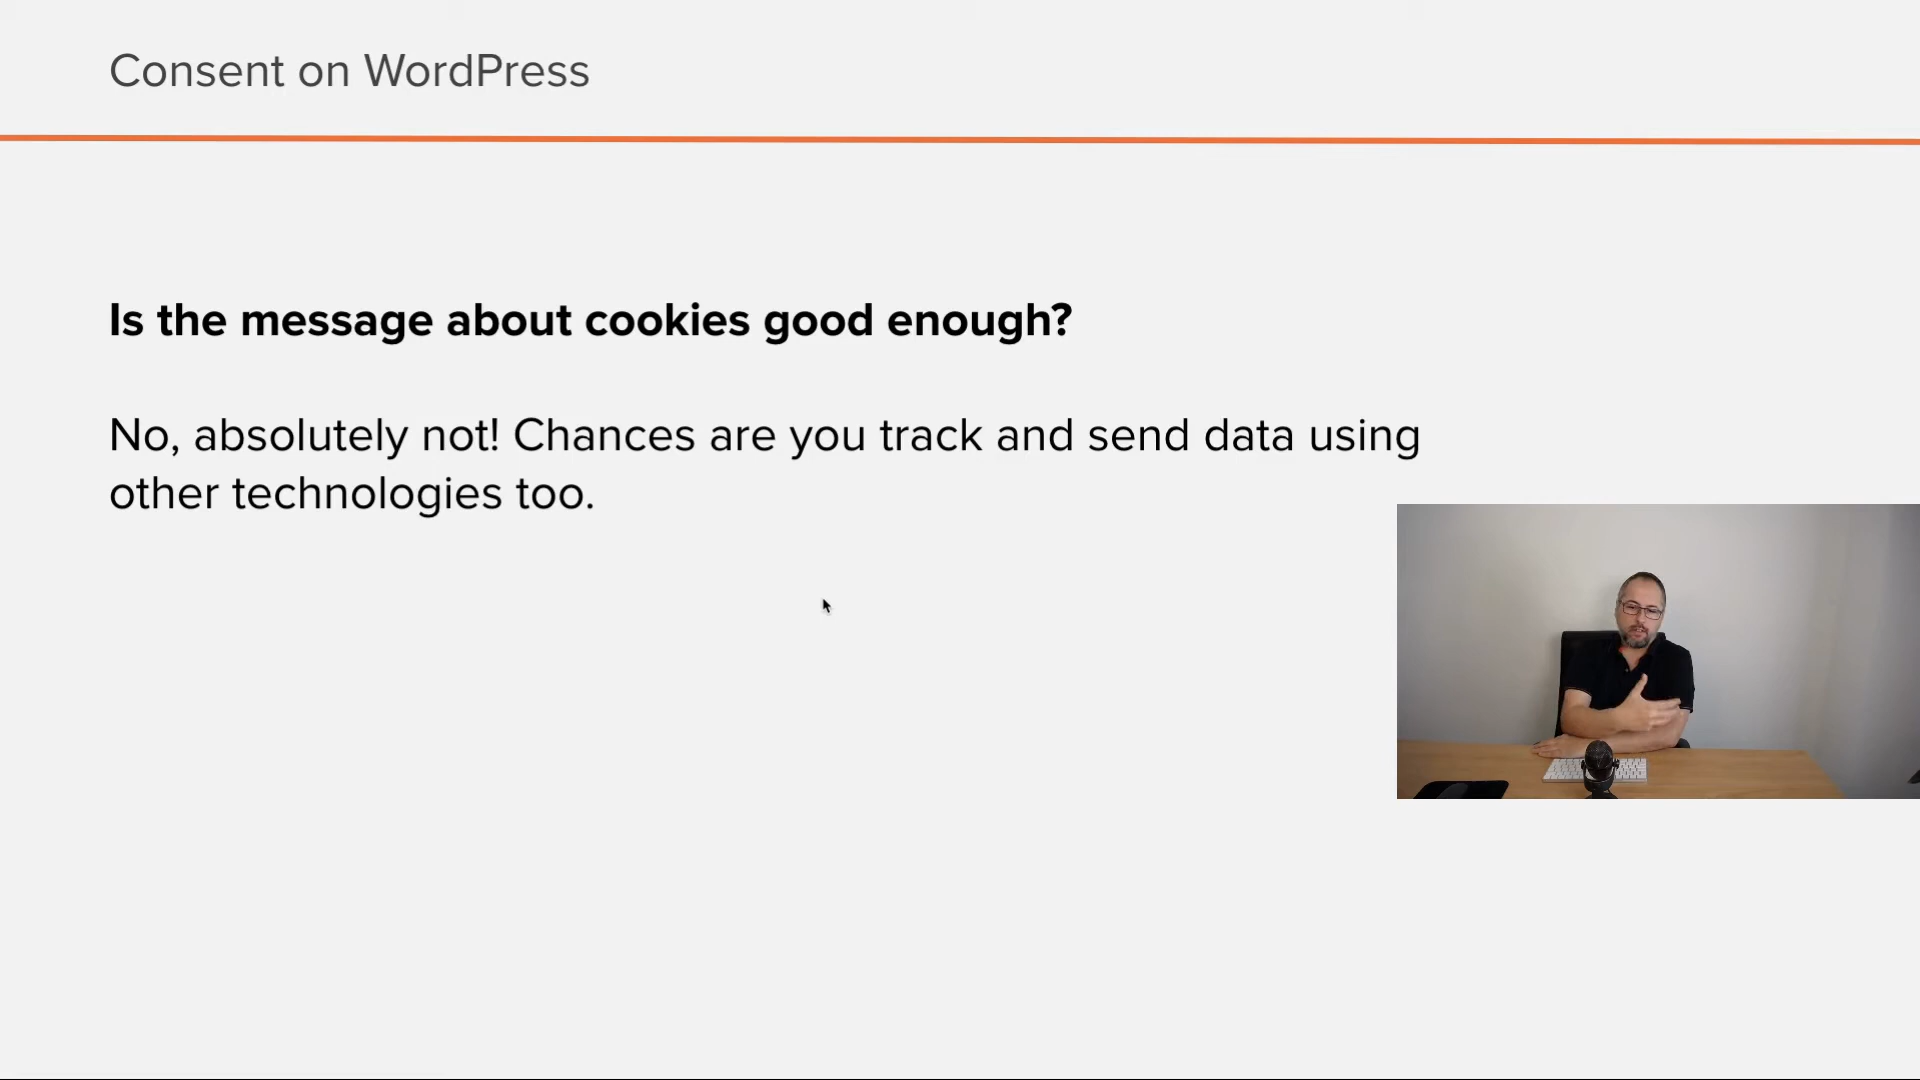 Consent on WordPress
Is the message about cookies good enough?
No, absolutely not! Chances are you track and send data using
other technologies too.